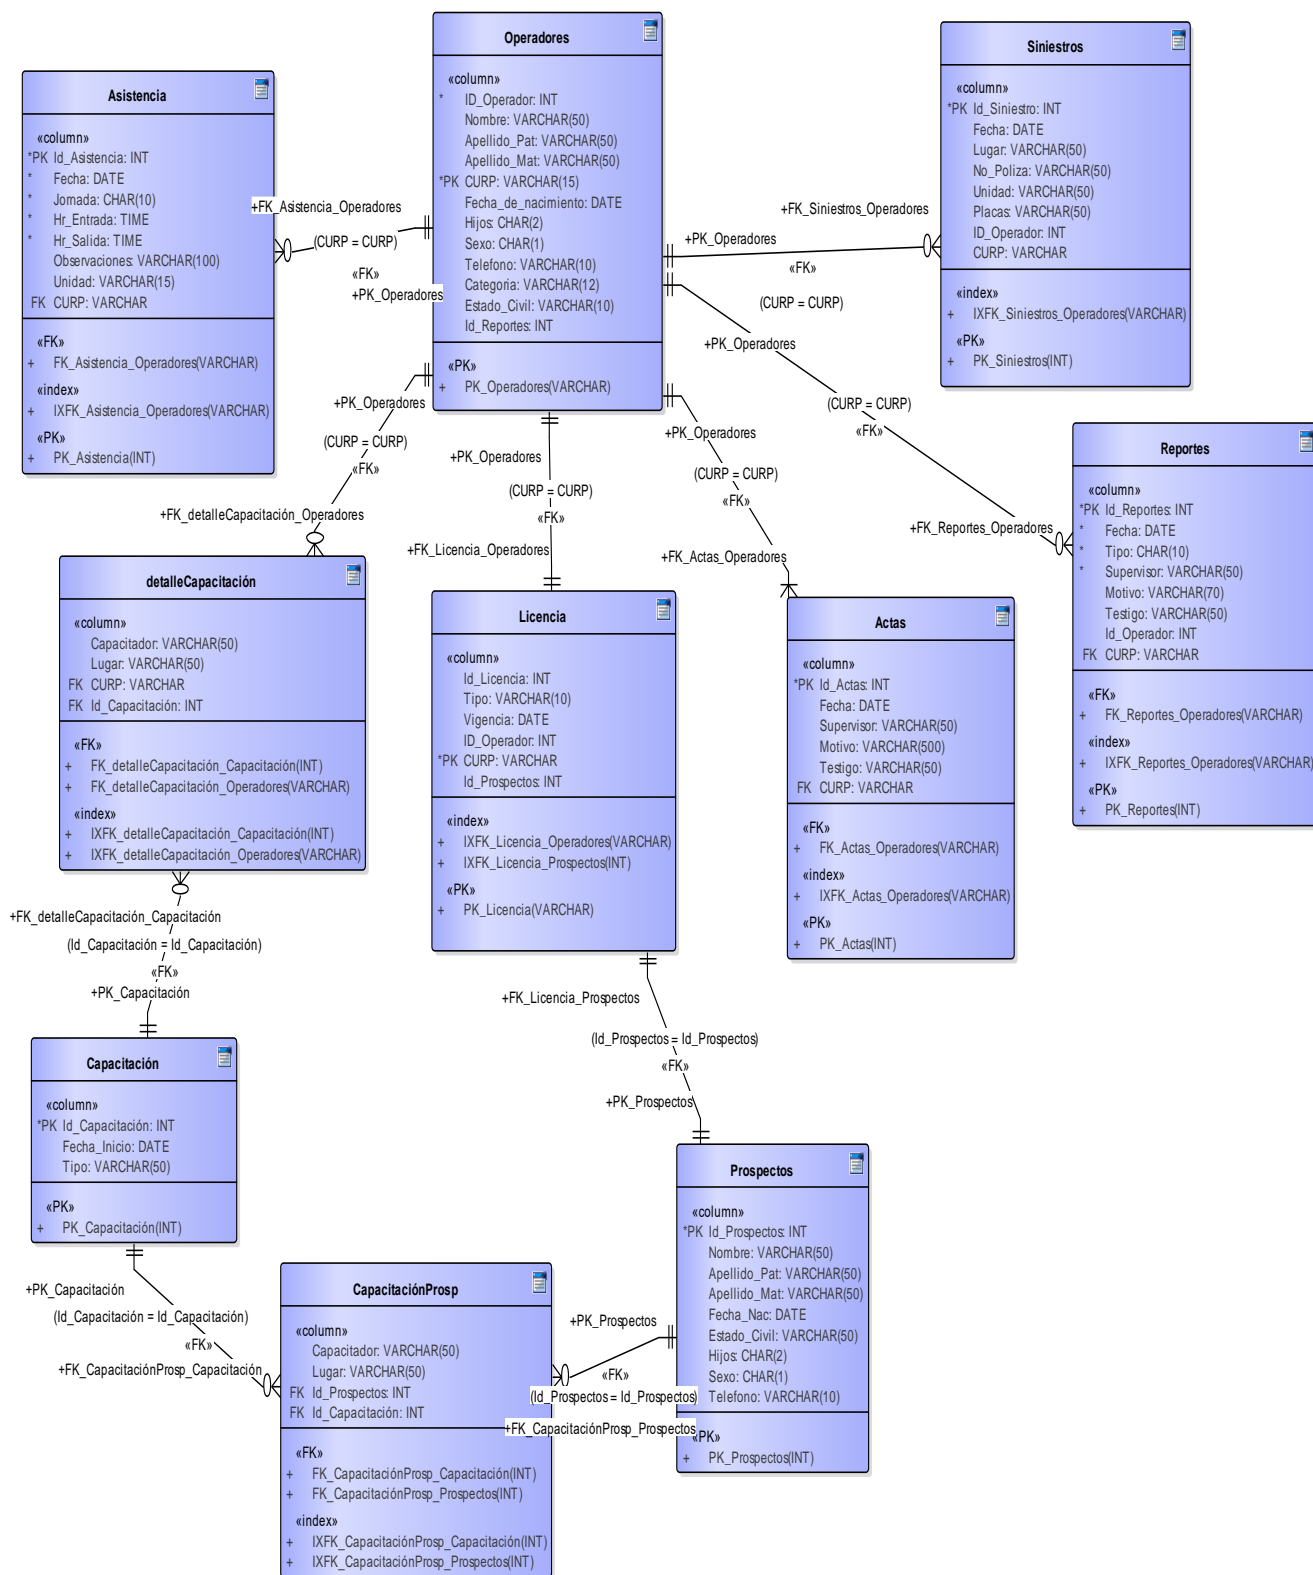 Operadores
«column»
* ID_Operador: INT
Nombre: VARCHAR(50)
Apellido_Pat: VARCHAR(50)
Apellido_Mat: VARCHAR(50)
*PK CURP: VARCHAR(15)
Fecha_de_nacimiento: DATE
Hijos: CHAR(2)
Sexo: CHAR(1)
Telefono: VARCHAR(10)
Categoria: VARCHAR(12)
Estado_Civil: VARCHAR(10)
Id_Reportes: INT
«PK»
+ PK_Operadores(VARCHAR)
Siniestros
«column»
*PK Id_Siniestro: INT
Fecha: DATE
Lugar: VARCHAR(50)
No_Poliza: VARCHAR(50)
Unidad: VARCHAR(50)
Placas: VARCHAR(50)
ID_Operador: INT
CURP: VARCHAR
«index»
+ IXFK_Siniestros_Operadores(VARCHAR)
«PK»
+ PK_Siniestros(INT)
Asistencia
«column»
*PK Id_Asistencia: INT
* Fecha: DATE
* Jornada: CHAR(10)
* Hr_Entrada: TIME
* Hr_Salida: TIME
Observaciones: VARCHAR(100)
Unidad: VARCHAR(15)
FK CURP: VARCHAR
«FK»
+ FK_Asistencia_Operadores(VARCHAR)
«index»
+ IXFK_Asistencia_Operadores(VARCHAR)
«PK»
+ PK_Asistencia(INT)
+FK_Asistencia_Operadores
(CURP = CURP)
«FK»
+PK_Operadores
+FK_Siniestros_Operadores
+PK_Operadores
«FK»
(CURP = CURP)
+PK_Operadores
(CURP = CURP)
«FK»
+FK_Reportes_Operadores
+PK_Operadores
(CURP = CURP)
«FK»
+FK_detalleCapacitación_Operadores
+PK_Operadores
(CURP = CURP)
«FK»
+FK_Licencia_Operadores
+PK_Operadores
(CURP = CURP)
«FK»
+FK_Actas_Operadores
Reportes
«column»
*PK Id_Reportes: INT
* Fecha: DATE
* Tipo: CHAR(10)
* Supervisor: VARCHAR(50)
Motivo: VARCHAR(70)
Testigo: VARCHAR(50)
Id_Operador: INT
FK CURP: VARCHAR
«FK»
+ FK_Reportes_Operadores(VARCHAR)
«index»
+ IXFK_Reportes_Operadores(VARCHAR)
«PK»
+ PK_Reportes(INT)
detalleCapacitación
«column»
Capacitador: VARCHAR(50)
Lugar: VARCHAR(50)
FK CURP: VARCHAR
FK Id_Capacitación: INT
«FK»
+ FK_detalleCapacitación_Capacitación(INT)
+ FK_detalleCapacitación_Operadores(VARCHAR)
«index»
+ IXFK_detalleCapacitación_Capacitación(INT)
+ IXFK_detalleCapacitación_Operadores(VARCHAR)
Licencia
«column»
Id_Licencia: INT
Tipo: VARCHAR(10)
Vigencia: DATE
ID_Operador: INT
*PK CURP: VARCHAR
Id_Prospectos: INT
«index»
+ IXFK_Licencia_Operadores(VARCHAR)
+ IXFK_Licencia_Prospectos(INT)
«PK»
+ PK_Licencia(VARCHAR)
Actas
«column»
*PK Id_Actas: INT
Fecha: DATE
Supervisor: VARCHAR(50)
Motivo: VARCHAR(500)
Testigo: VARCHAR(50)
FK CURP: VARCHAR
«FK»
+ FK_Actas_Operadores(VARCHAR)
«index»
+ IXFK_Actas_Operadores(VARCHAR)
«PK»
+ PK_Actas(INT)
+FK_detalleCapacitación_Capacitación
(Id_Capacitación = Id_Capacitación)
«FK»
+PK_Capacitación
+FK_Licencia_Prospectos
(Id_Prospectos = Id_Prospectos)
«FK»
+PK_Prospectos
Capacitación
«column»
*PK Id_Capacitación: INT
Fecha_Inicio: DATE
Tipo: VARCHAR(50)
«PK»
+ PK_Capacitación(INT)
Prospectos
«column»
*PK Id_Prospectos: INT
Nombre: VARCHAR(50)
Apellido_Pat: VARCHAR(50)
Apellido_Mat: VARCHAR(50)
Fecha_Nac: DATE
Estado_Civil: VARCHAR(50)
Hijos: CHAR(2)
Sexo: CHAR(1)
Telefono: VARCHAR(10)
«PK»
+ PK_Prospectos(INT)
+PK_Capacitación
(Id_Capacitación = Id_Capacitación)
«FK»
+FK_CapacitaciónProsp_Capacitación
+PK_Prospectos
«FK»
(Id_Prospectos = Id_Prospectos)
+FK_CapacitaciónProsp_Prospectos
CapacitaciónProsp
«column»
Capacitador: VARCHAR(50)
Lugar: VARCHAR(50)
FK Id_Prospectos: INT
FK Id_Capacitación: INT
«FK»
+ FK_CapacitaciónProsp_Capacitación(INT)
+ FK_CapacitaciónProsp_Prospectos(INT)
«index»
+ IXFK_CapacitaciónProsp_Capacitación(INT)
+ IXFK_CapacitaciónProsp_Prospectos(INT)